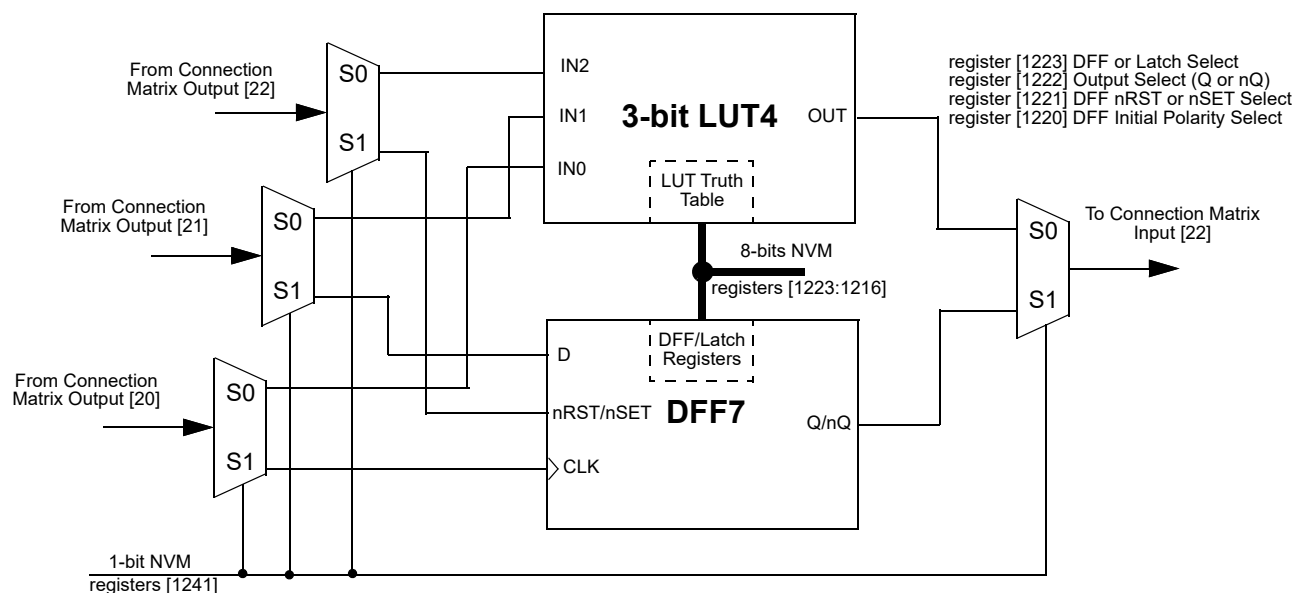 From Connection
Matrix Output [22]
S0
S1
IN2
IN1
IN0
3-bit LUT4
OUT
LUT Truth
Table
register [1223] DFF or Latch Select
register [1222] Output Select (Q or nQ)
register [1221] DFF nRST or nSET Select
register [1220] DFF Initial Polarity Select
From Connection
Matrix Output [21]
S0
S1
8-bits NVM
registers [1223:1216]
S0
S1
To Connection Matrix
Input [22]
From Connection
Matrix Output [20]
S0
S1
D
nRST/nSET
CLK
DFF/Latch
Registers
DFF7
Q/nQ
1-bit NVM
registers [1241]